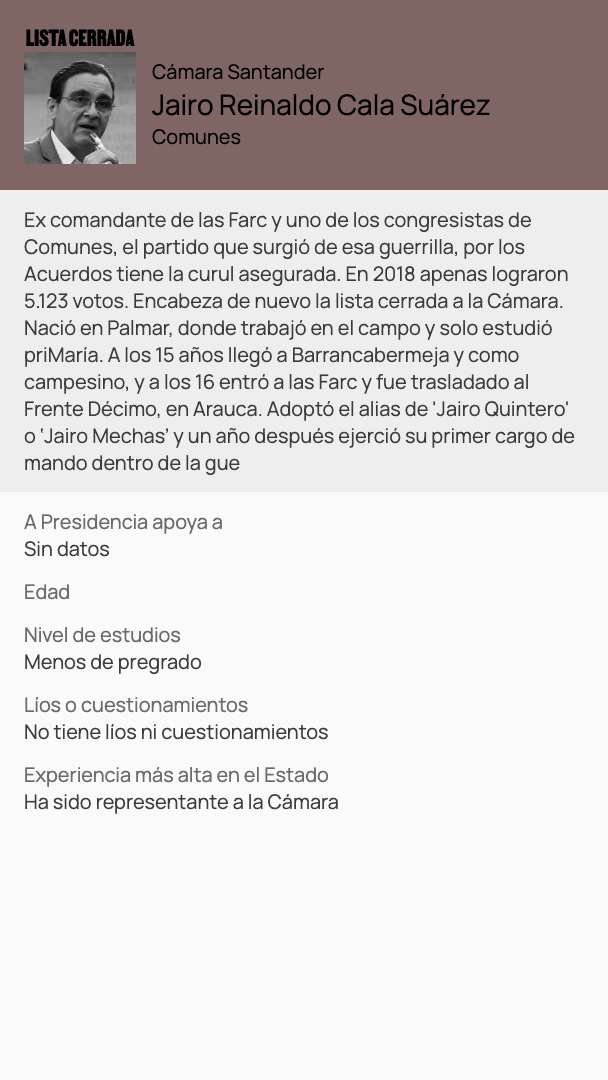 LISTA CERRADA
Cámara Santander
Jairo Reinaldo Cala Suárez
Comunes
Ex comandante de las Farc y uno de los congresistas de
Comunes, el partido que surgió de esa guerrilla, por los
Acuerdos tiene la curul asegurada. En 2018 apenas lograron
5.123 votos. Encabeza de nuevo la lista cerrada a la Cámara.
Nació en Palmar, donde trabajó en el campo y solo estudió
priMaría. A los 15 años llegó a Barrancabermeja y como
campesino, y a los 16 entró a las Farc y fue trasladado al
Frente Décimo, en Arauca. Adoptó el alias de 'Jairo Quintero'
o ‘Jairo Mechas’ y un año después ejerció su primer cargo de
mando dentro de la gue
A Presidencia apoya a
Sin datos
Edad
Nivel de estudios
Menos de pregrado
Líos o cuestionamientos
No tiene líos ni cuestionamientos
Experiencia más alta en el Estado
Ha sido representante a la Cámara